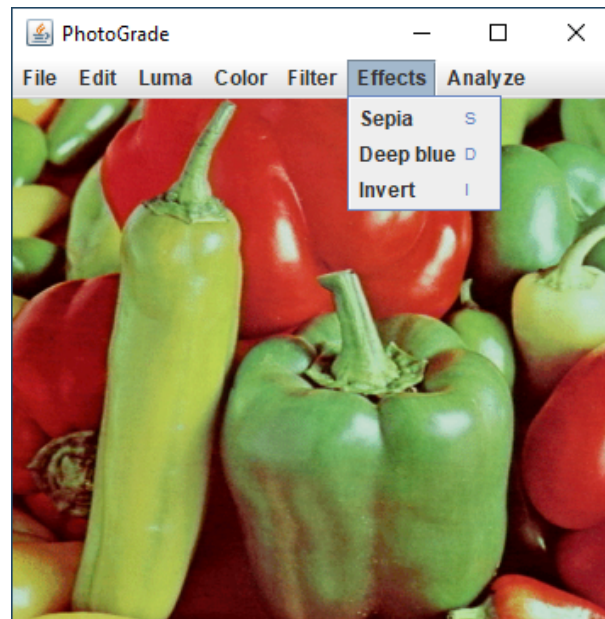 PhotoGrade
File Edit Luma Color Filter Effects Analyze
Sepia S
Deep blue D
Invert I